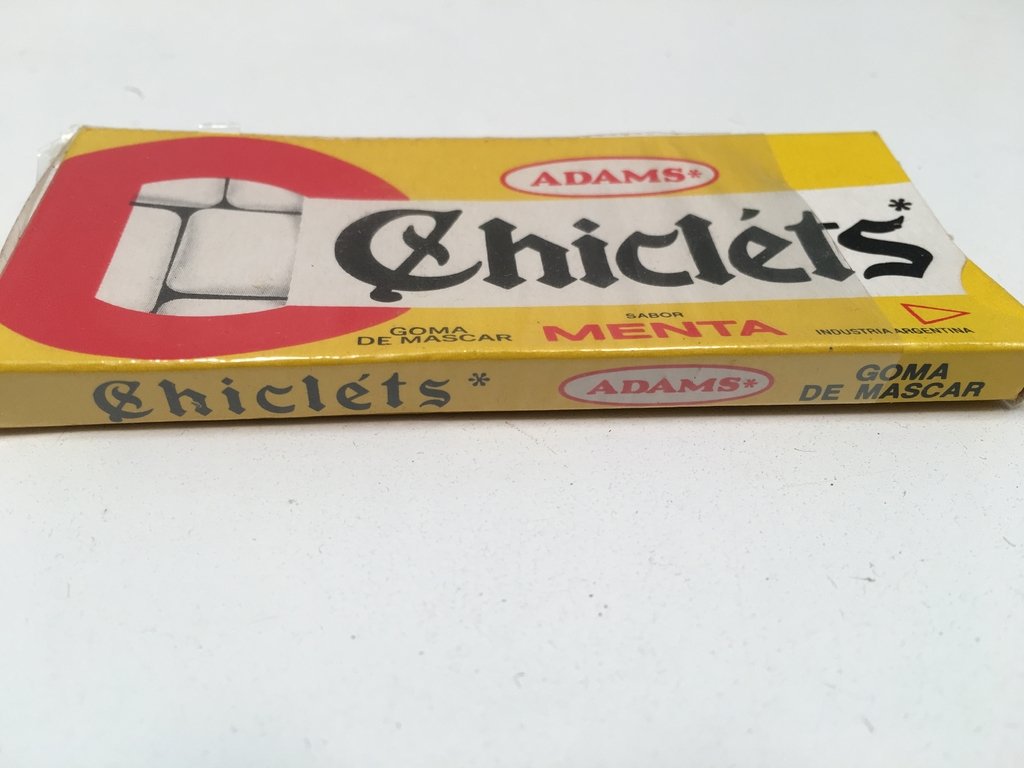 ADAMS*
Chicléts*
GOMA
DE MASCAR
SABOR
MENTA
INDUSTRIA ARGENTINA
Chicléts*
ADAMS*
GOMA
DE MASCAR